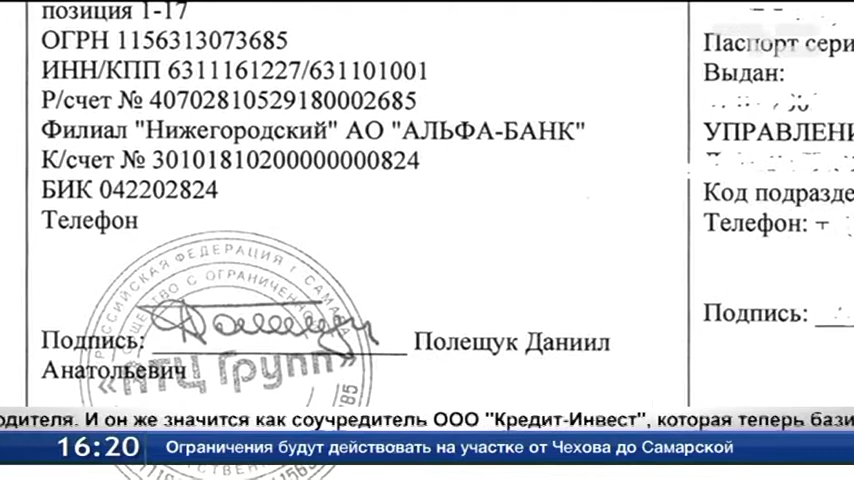 позиция 1-17
ОГРН 1156313073685
ИНН/КПП 6311161227/631101001
Р/счет № 40702810529180002685
Филиал "Нижегородский" АО "АЛЬФА-БАНК"
К/счет № 30101810200000000824
БИК 042202824
Телефон
РОССИЙСКАЯ ФЕДЕРАЦИЯ г. САМАРА
ОБЩЕСТВО С ОГРАНИЧЕННОЙ
«АТЦ Групп»
Подпись: Полещук Даниил
Анатольевич
Паспорт сери
Выдан:
УПРАВЛЕНИ
Код подразде
Телефон:
Подпись:
одителя. И он же значится как соучредитель ООО "Кредит-Инвест", которая теперь бази
16:20 Ограничения будут действовать на участке от Чехова до Самарской